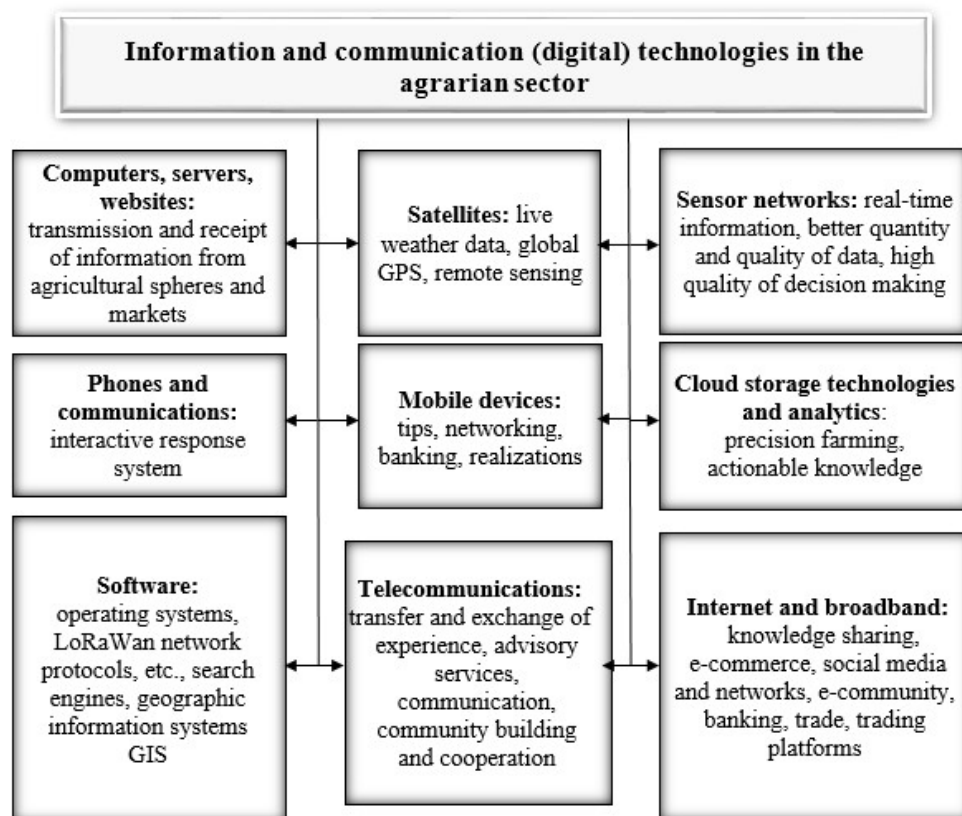 Information and communication (digital) technologies in the
agrarian sector
Computers, servers,
websites:
transmission and receipt
of information from
agricultural spheres and
markets
Satellites: live
weather data, global
GPS, remote sensing
Sensor networks: real-time
information, better quantity
and quality of data, high
quality of decision making
Phones and
communications:
interactive response
system
Mobile devices:
tips, networking,
banking, realizations
Cloud storage technologies
and analytics:
precision farming,
actionable knowledge
Software:
operating systems,
LoRaWan network
protocols, etc., search
engines, geographic
information systems
GIS
Telecommunications:
transfer and exchange of
experience, advisory
services,
communication,
community building
and cooperation
Internet and broadband:
knowledge sharing,
e-commerce, social media
and networks, e-community,
banking, trade, trading
platforms